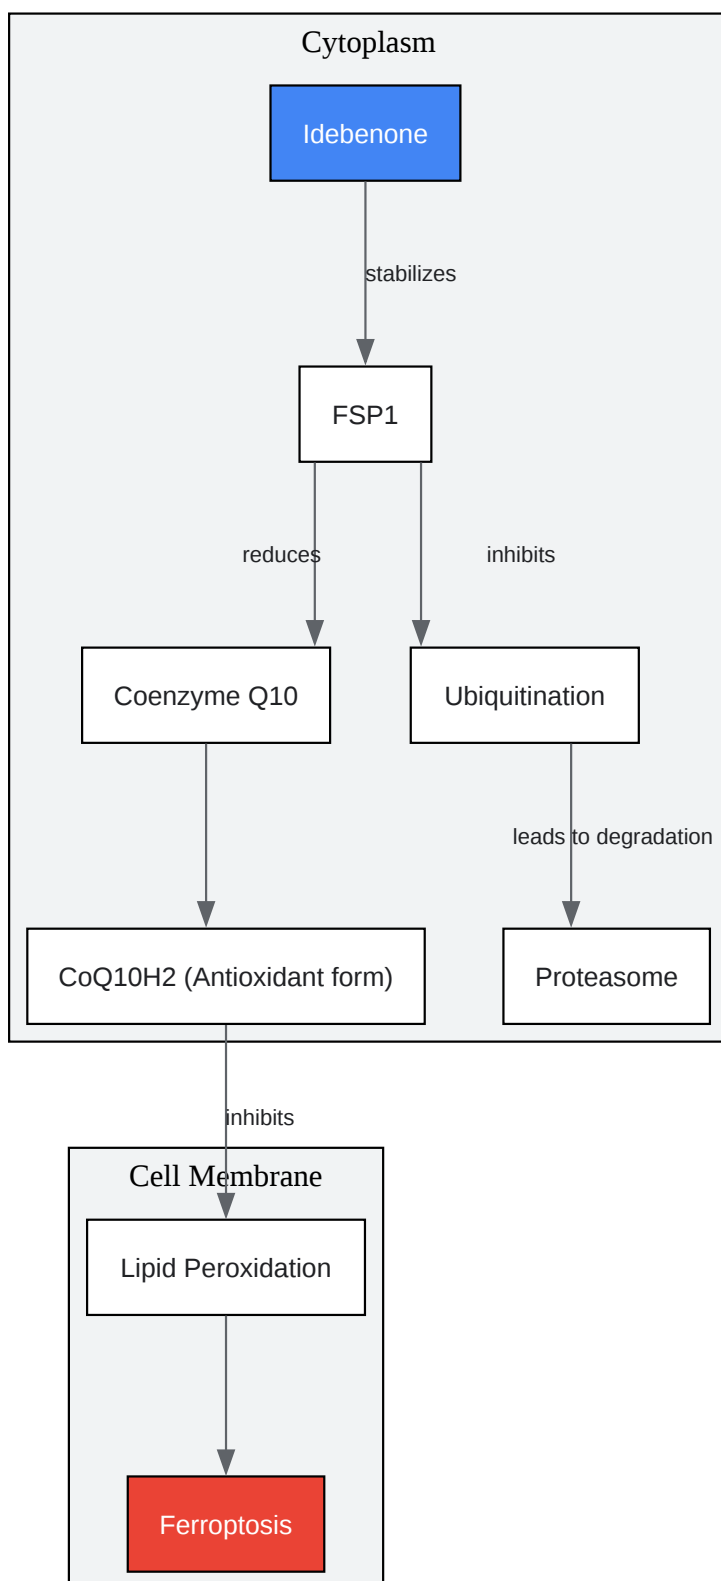 Cytoplasm
Idebenone
stabilizes
FSP1
reduces
inhibits
Coenzyme Q10
Ubiquitination
leads to degradation
CoQ10H2 (Antioxidant form)
Proteasome
inhibits
Cell Membrane
Lipid Peroxidation
Ferroptosis